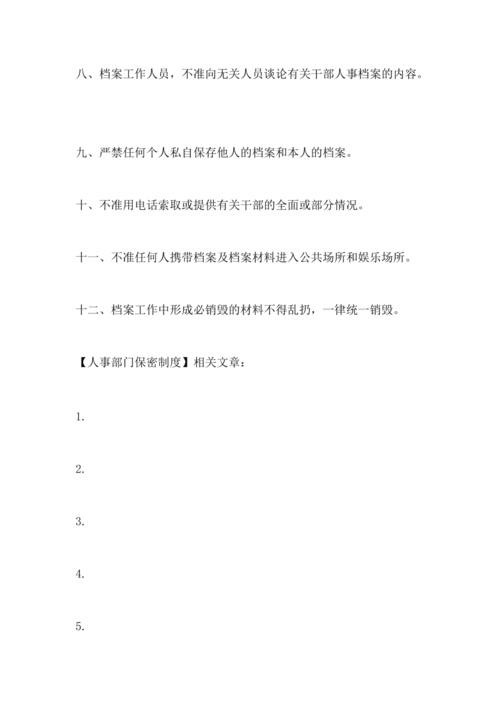 八、档案工作人员，不准向无关人员谈论有关干部人事档案的内容。
九、严禁任何个人私自保存他人的档案和本人的档案。
十、不准用电话索取或提供有关干部的全面或部分情况。
十一、不准任何人携带档案及档案材料进入公共场所和娱乐场所。
十二、档案工作中形成必销毁的材料不得乱扔，一律统一销毁。
【人事部门保密制度】相关文章：
1.
2.
3.
4.
5.